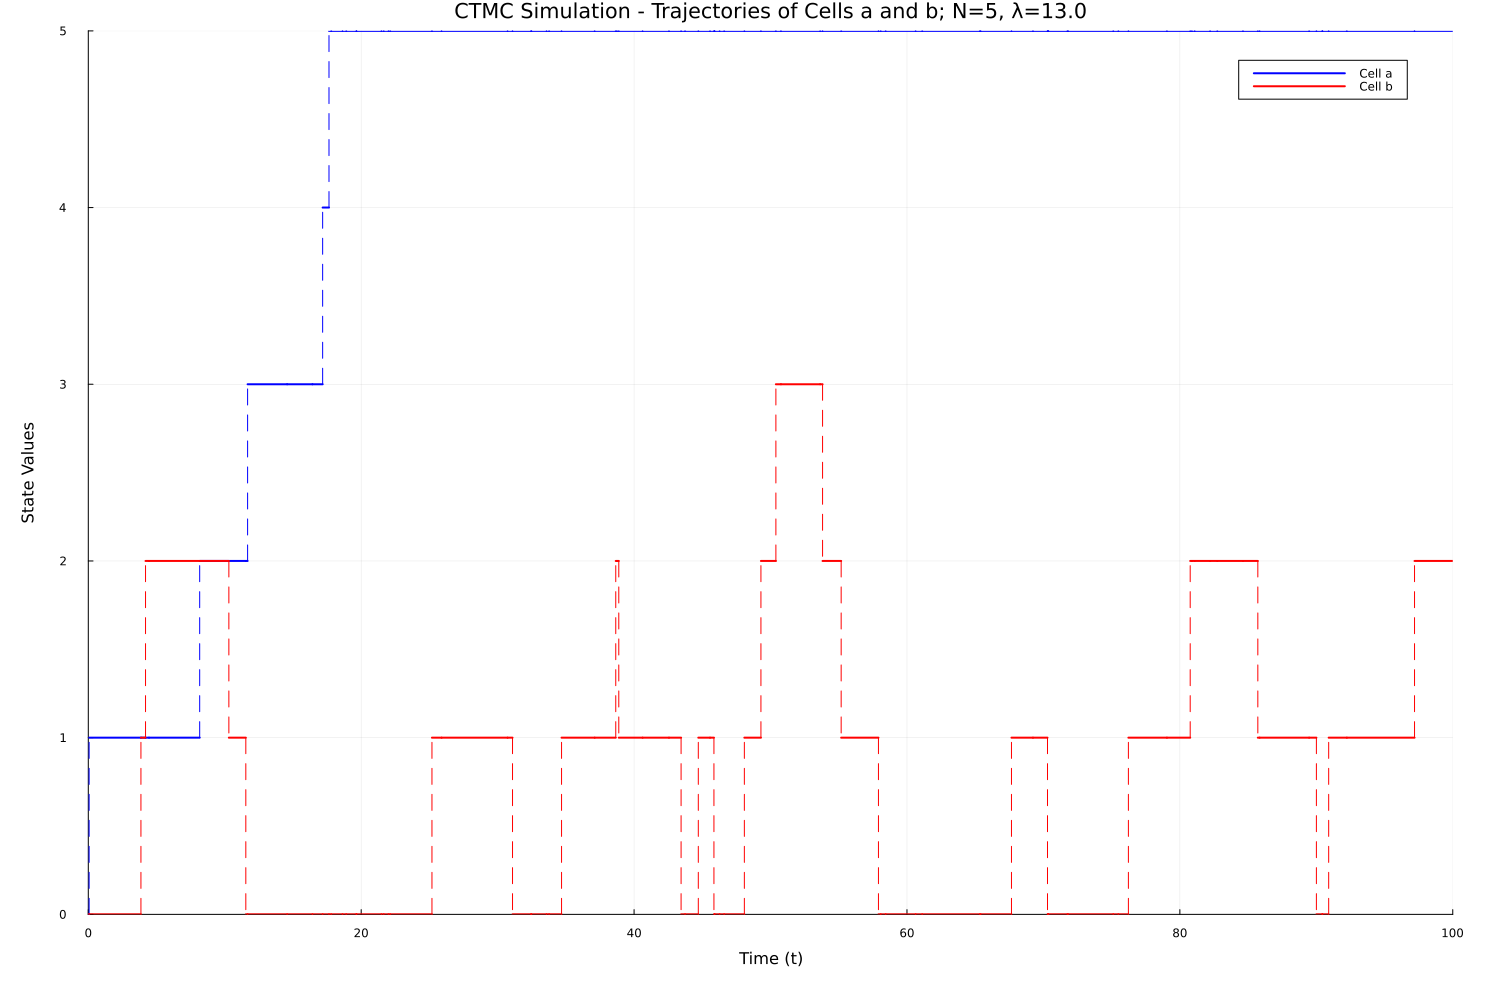 CTMC Simulation - Trajectories of Cells a and b; N=5, λ=13.0
5
Cell a
Cell b
4
3
State Values
2
1
0
0 20 40 60 80 100
Time (t)